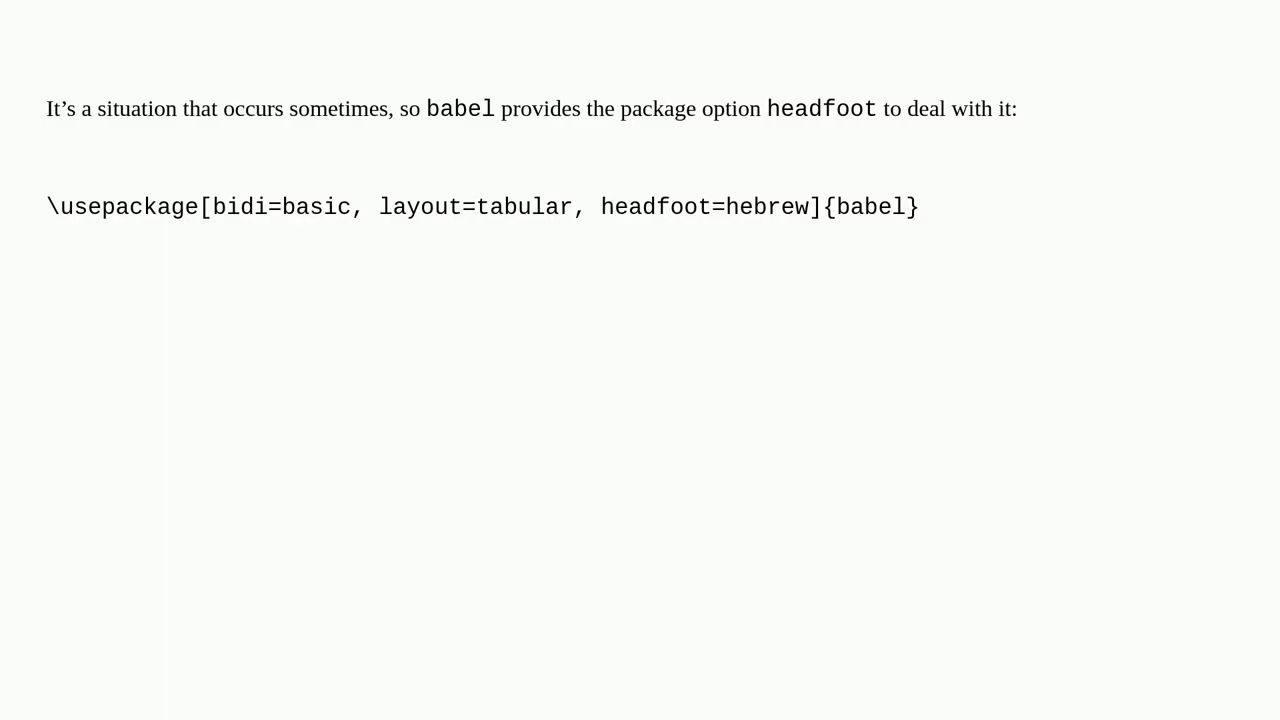 It’s a situation that occurs sometimes, so babel provides the package option headfoot to deal with it:
\usepackage[bidi=basic, layout=tabular, headfoot=hebrew]{babel}